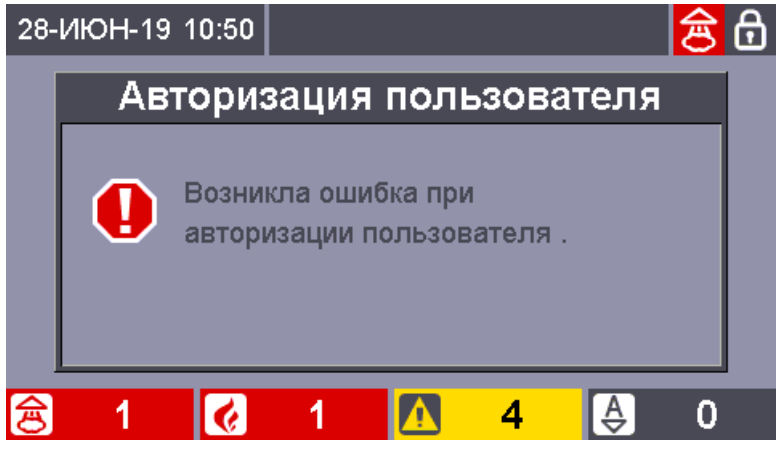 28-ИЮН-19 10:50
Авторизация пользователя
Возникла ошибка при
авторизации пользователя .
1 1 4 A 0